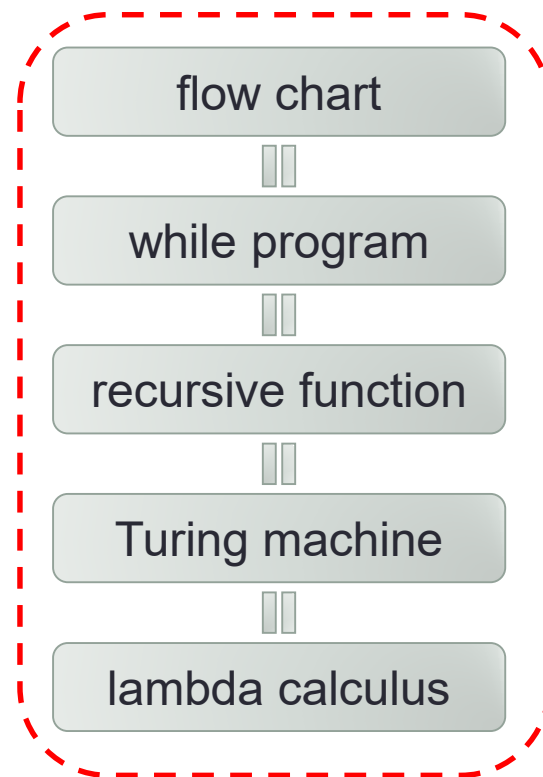 flow chart
while program
recursive function
Turing machine
lambda calculus